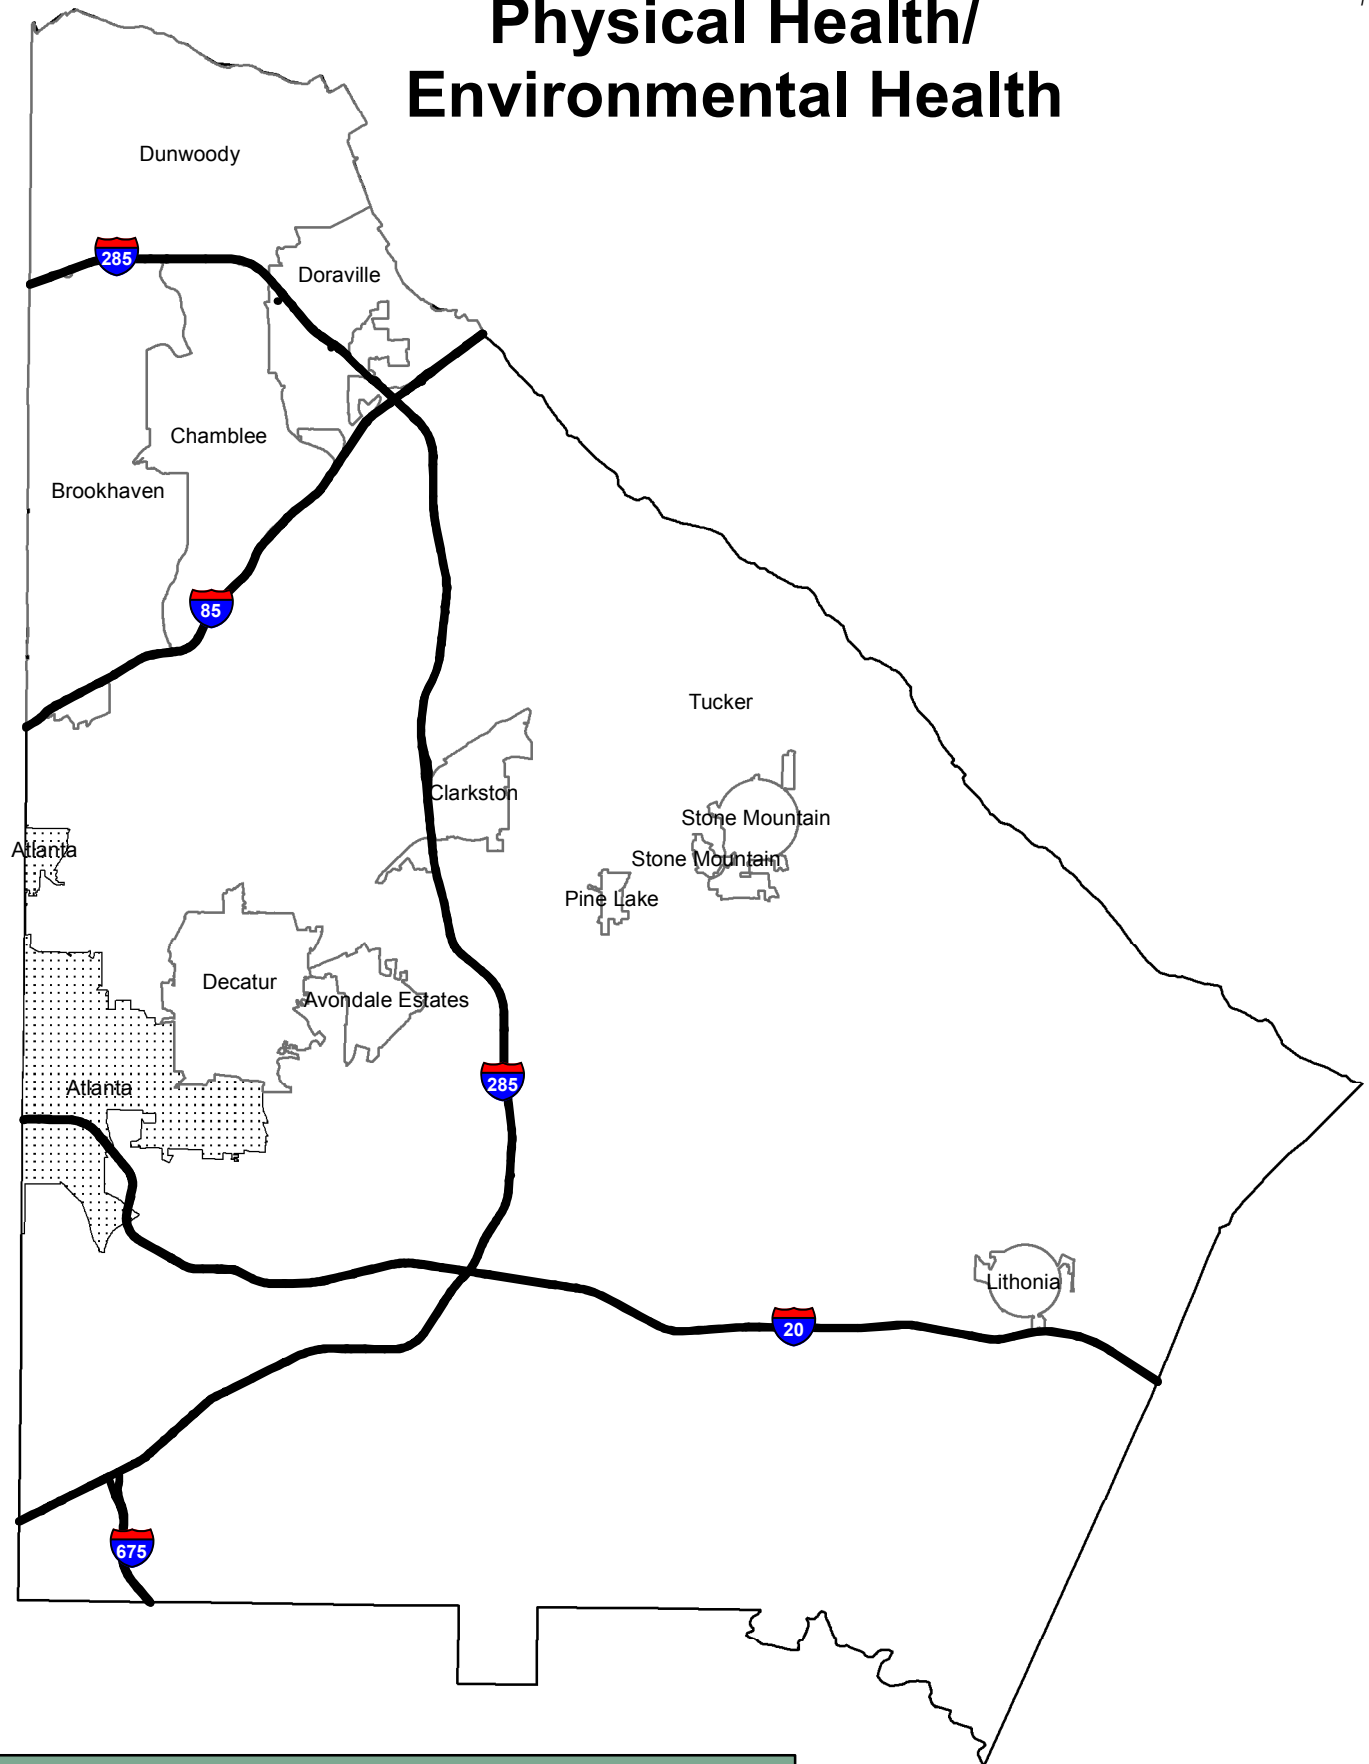 Physical Health/
Environmental Health
Dunwoody
285
Doraville
Chamblee
Brookhaven
85
Tucker
Clarkston
Stone Mountain
Atlanta
Stone Mountain
Pine Lake
Decatur
Avondale Estates
285
Atlanta
Lithonia
20
675